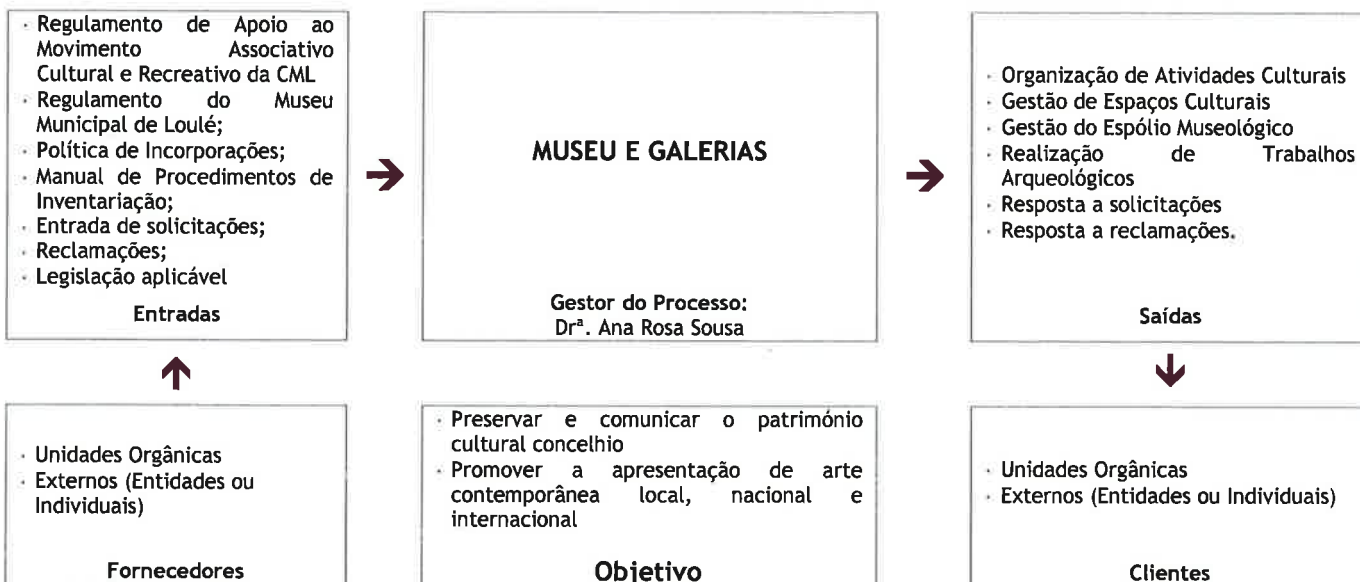 · Regulamento de Apoio ao
Movimento Associativo
Cultural e Recreativo da CML
· Regulamento do Museu
Municipal de Loulé;
· Política de Incorporações;
· Manual de Procedimentos de
Inventariação;
· Entrada de solicitações;
· Reclamações;
· Legislação aplicável
Entradas
MUSEU E GALERIAS
Gestor do Processo:
Drª. Ana Rosa Sousa
· Organização de Atividades Culturais
· Gestão de Espaços Culturais
· Gestão do Espólio Museológico
· Realização de Trabalhos
Arqueológicos
· Resposta a solicitações
· Resposta a reclamações.
Saídas
· Unidades Orgânicas
· Externos (Entidades ou
Individuais)
Fornecedores
· Preservar e comunicar o património
cultural concelhio
· Promover a apresentação de arte
contemporânea local, nacional e
internacional
Objetivo
· Unidades Orgânicas
· Externos (Entidades ou Individuais)
Clientes